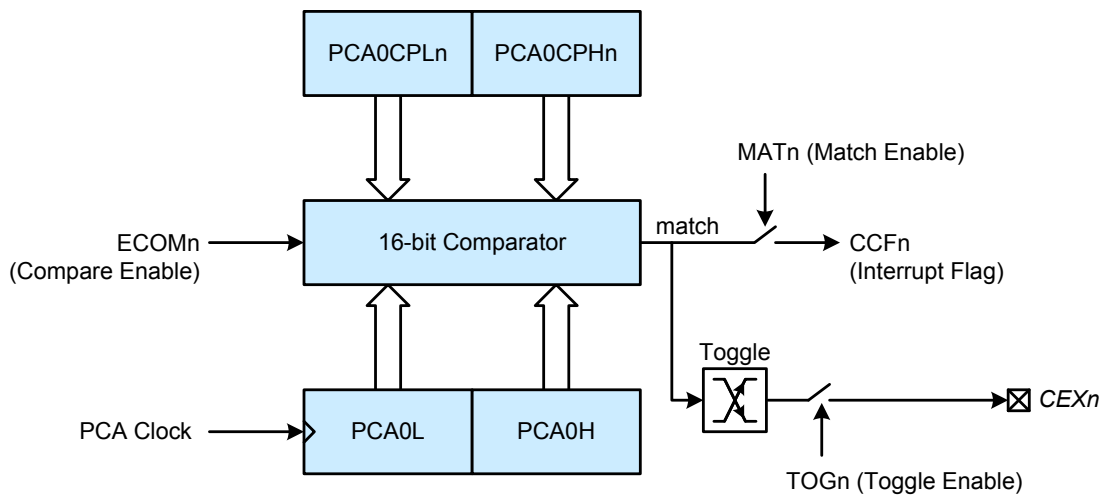 PCA0CPLn PCA0CPHn
MATn (Match Enable)
ECOMn
(Compare Enable)
16-bit Comparator
match
CCFn
(Interrupt Flag)
Toggle
PCA Clock
PCA0L PCA0H
CEXn
TOGn (Toggle Enable)